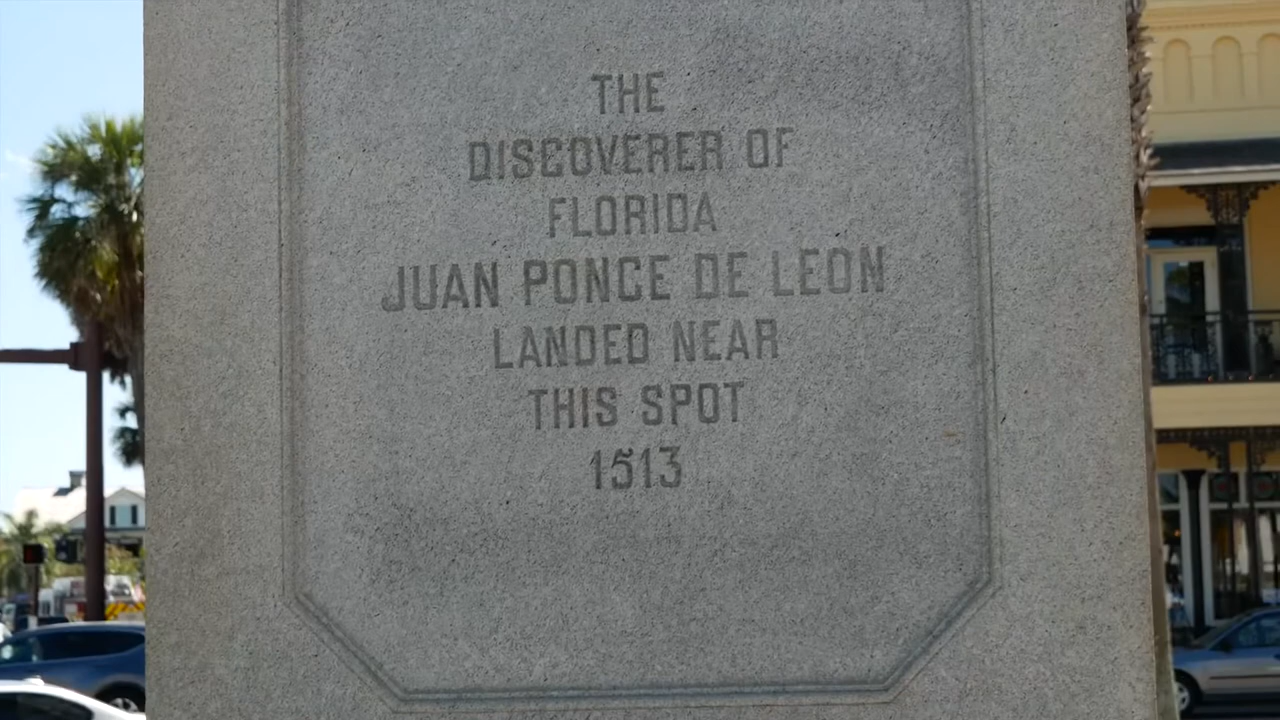 THE
DISCOVERER OF
FLORIDA
JUAN PONCE DE LEON
LANDED NEAR
THIS SPOT
1513